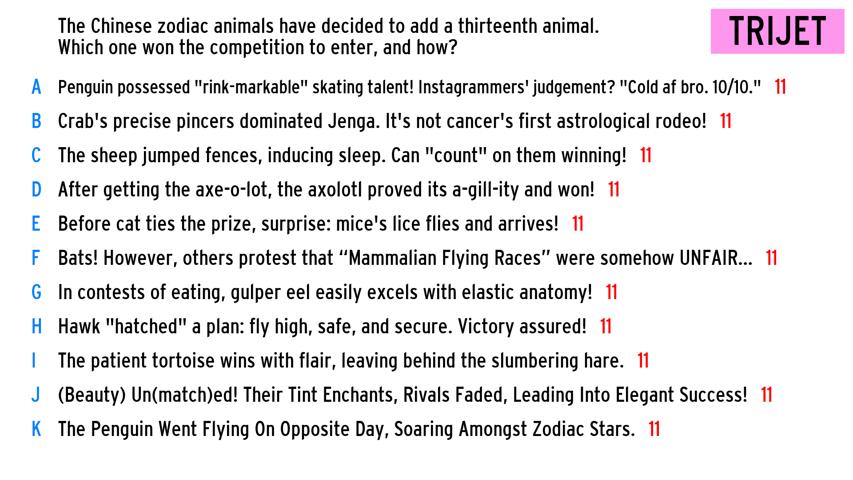 The Chinese zodiac animals have decided to add a thirteenth animal.
Which one won the competition to enter, and how?
TRIJET
A Penguin possessed "rink-markable" skating talent! Instagrammers' judgement? "Cold af bro. 10/10." 11
B Crab's precise pincers dominated Jenga. It's not cancer's first astrological rodeo! 11
C The sheep jumped fences, inducing sleep. Can "count" on them winning! 11
D After getting the axe-o-lot, the axolotl proved its a-gill-ity and won! 11
E Before cat ties the prize, surprise: mice's lice flies and arrives! 11
F Bats! However, others protest that “Mammalian Flying Races” were somehow UNFAIR... 11
G In contests of eating, gulper eel easily excels with elastic anatomy! 11
H Hawk "hatched" a plan: fly high, safe, and secure. Victory assured! 11
I The patient tortoise wins with flair, leaving behind the slumbering hare. 11
J (Beauty) Un(match)ed! Their Tint Enchants, Rivals Faded, Leading Into Elegant Success! 11
K The Penguin Went Flying On Opposite Day, Soaring Amongst Zodiac Stars. 11